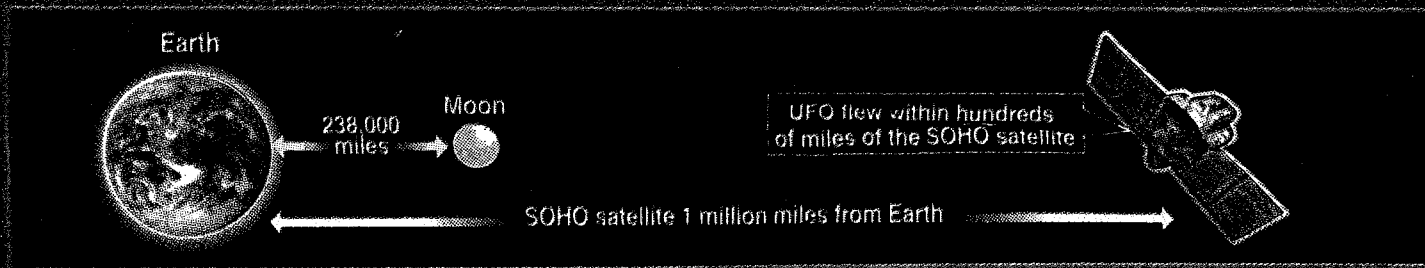 Earth
Moon
238,000
miles
UFO flew within hundreds
of miles of the SOHO satellite
SOHO satellite 1 million miles from Earth